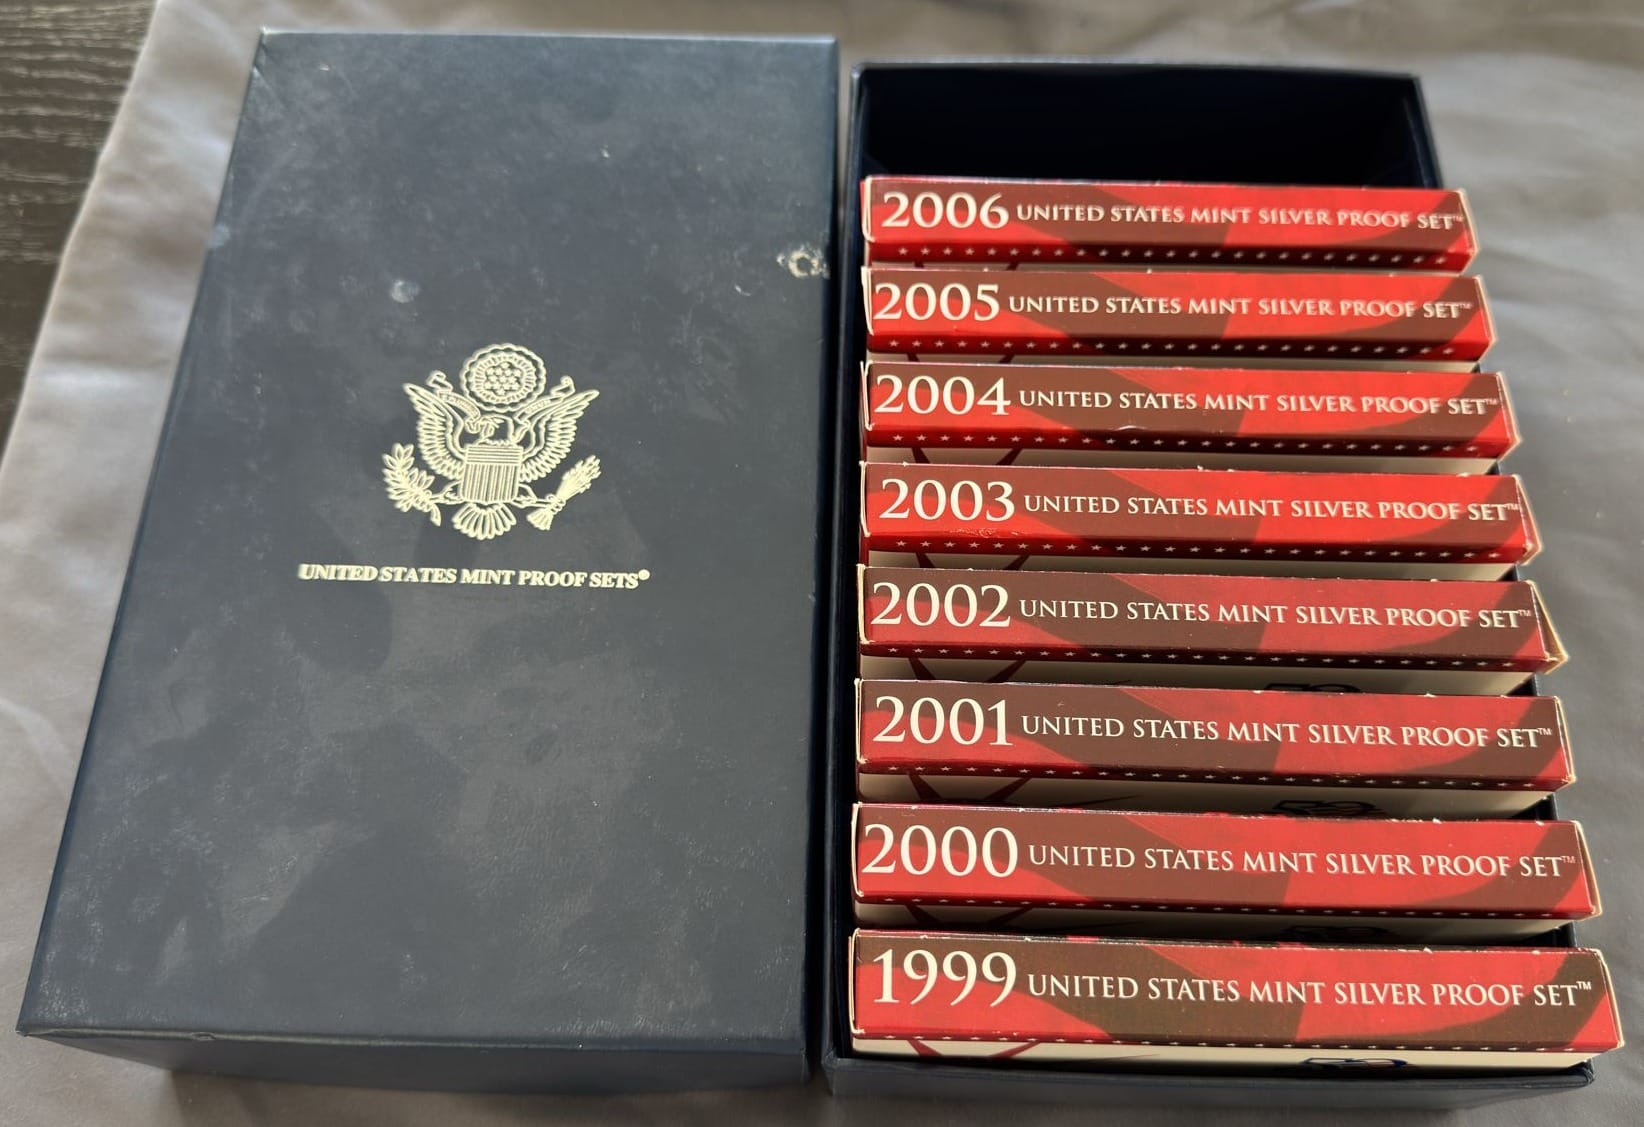 UNITED STATES MINT PROOF SETS®
2006 UNITED STATES MINT SILVER PROOF SET™
2005 UNITED STATES MINT SILVER PROOF SET™
2004 UNITED STATES MINT SILVER PROOF SET™
2003 UNITED STATES MINT SILVER PROOF SET™
2002 UNITED STATES MINT SILVER PROOF SET™
2001 UNITED STATES MINT SILVER PROOF SET™
2000 UNITED STATES MINT SILVER PROOF SET™
1999 UNITED STATES MINT SILVER PROOF SET™